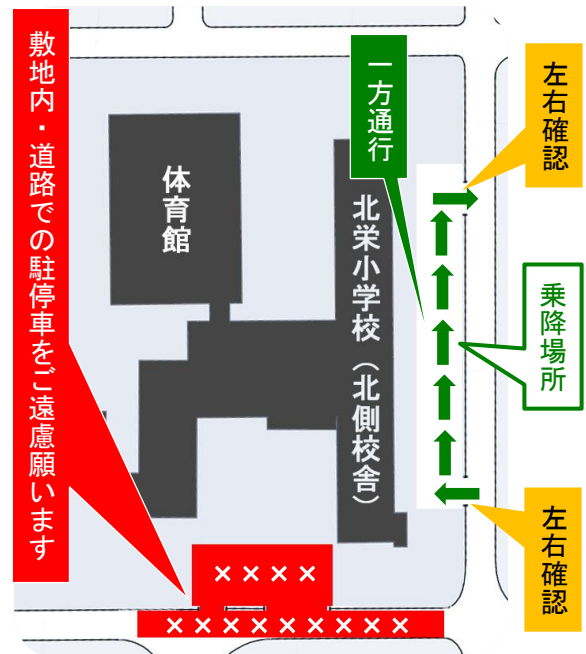 敷地内・道路での駐停車をご遠慮願います
体育館
北栄小学校（北側校舎）
一方通行
左右確認
乗降場所
左右確認
××××
×××××××××